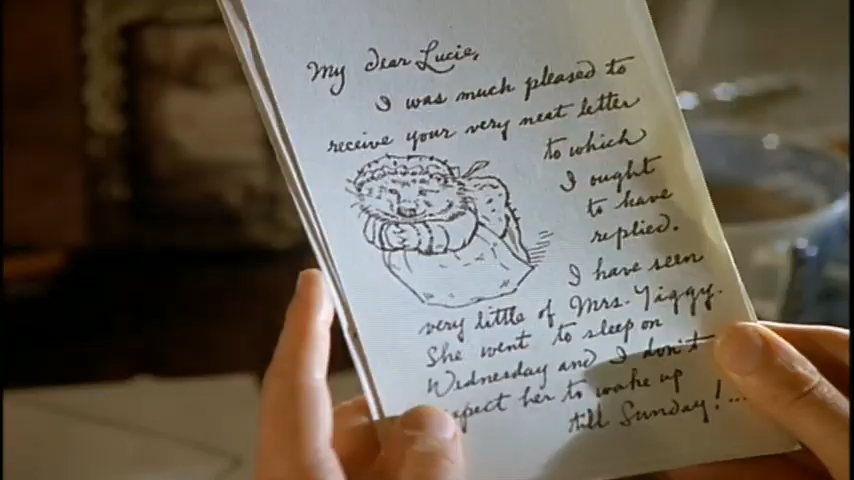 My dear Lucie,
I was much pleased to
receive your very neat letter
to which
I ought
to have
replied.
I have seen
very little of Mrs. Tiggy.
She went to sleep on
Wednesday and I don't
expect her to wake up
till Sunday!...